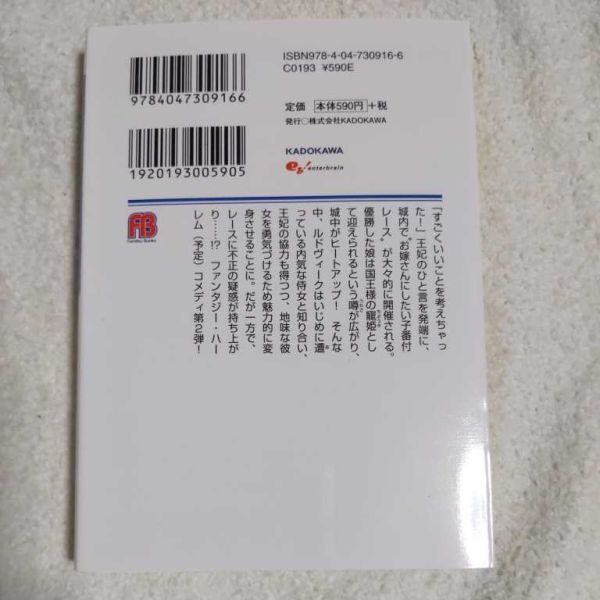 ISBN978-4-04-730916-6
C0193 ¥590E
9784047309166
定価 本体590円+税
発行○株式会社KADOKAWA
1920193005905
KADOKAWA
eb! enterbrain
FB
Famitsu Bunko
「すごくいいことを考えちゃっ
たー!」王妃のひと言を発端に、
城内で“お嫁さんにしたい子番付
レース”が大々的に開催される。
優勝した娘は国王様の寵姫とし
て迎えられるという噂が広がり、
城中がヒートアップ! そんな
中、ルドヴィークはいじめに遭
っている内気な侍女と知り合い、
王妃の協力も得つつ、地味な彼
女を勇気づけるため魅力的に変
身させることに。だが一方で、
レースに不正の疑惑が持ち上が
り……!? ファンタジー・ハー
レム(予定)コメディ第2弾!